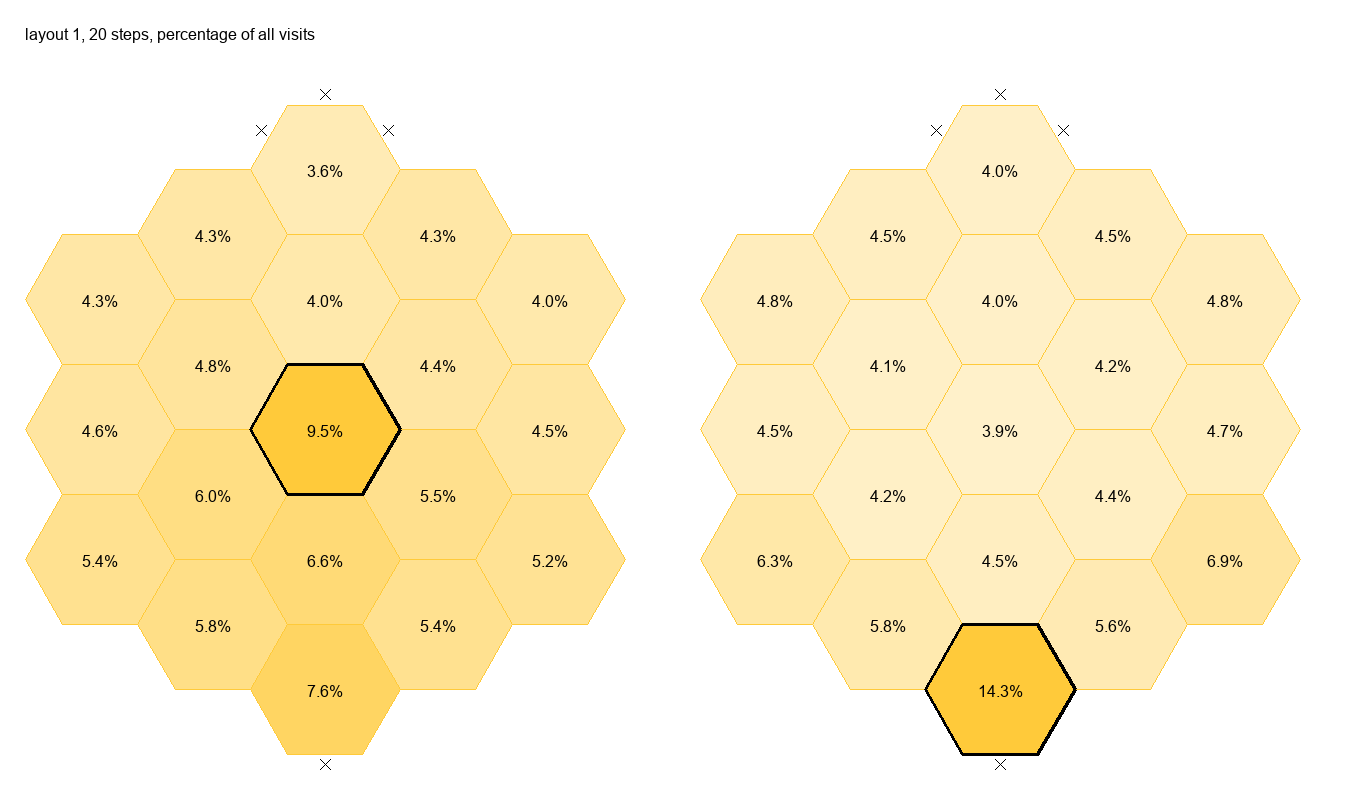 layout 1, 20 steps, percentage of all visits
3.6%
4.3% 4.3%
4.3% 4.0% 4.0%
4.8% 4.4%
4.6% 9.5% 4.5%
6.0% 5.5%
5.4% 6.6% 5.2%
5.8% 5.4%
7.6%
4.0%
4.5% 4.5%
4.8% 4.0% 4.8%
4.1% 4.2%
4.5% 3.9% 4.7%
4.2% 4.4%
6.3% 4.5% 6.9%
5.8% 5.6%
14.3%